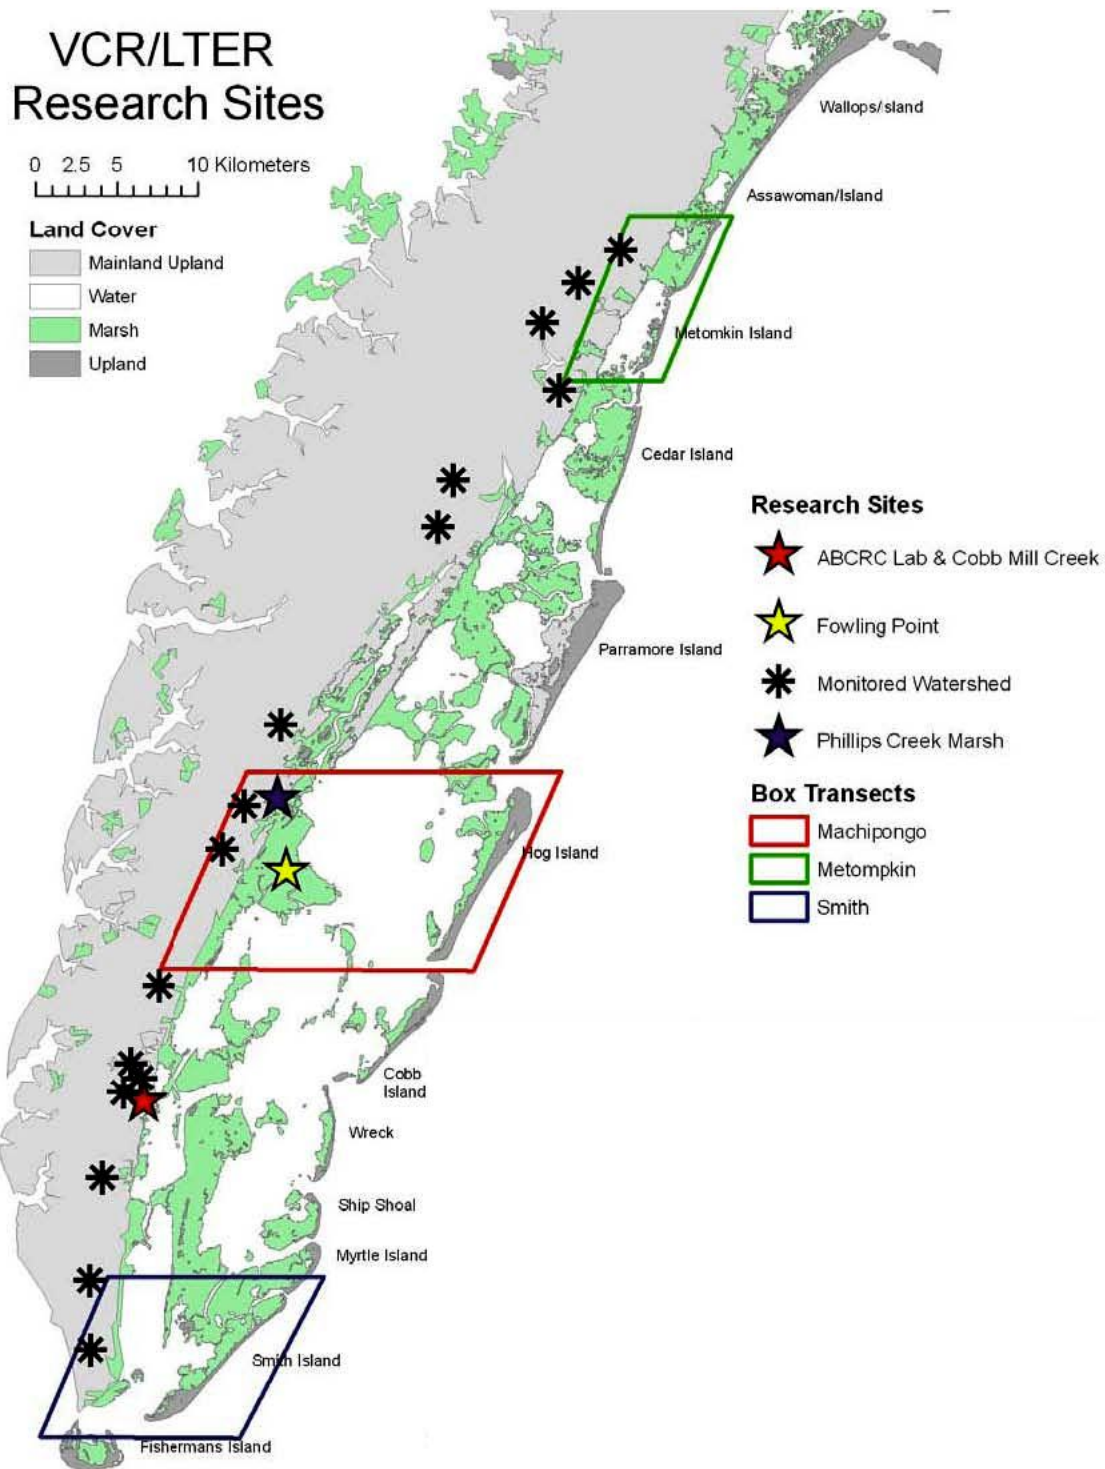 VCR/LTER
Research Sites
0 2.5 5 10 Kilometers
Land Cover
Mainland Upland
Water
Marsh
Upland
Wallops/Island
Assawoman/Island
Metomkin Island
Cedar Island
Parramore Island
Hog Island
Cobb
Island
Wreck
Ship Shoal
Myrtle Island
Smith Island
Fishermans Island
Research Sites
ABCRC Lab & Cobb Mill Creek
Fowling Point
Monitored Watershed
Phillips Creek Marsh
Box Transects
Machipongo
Metompkin
Smith